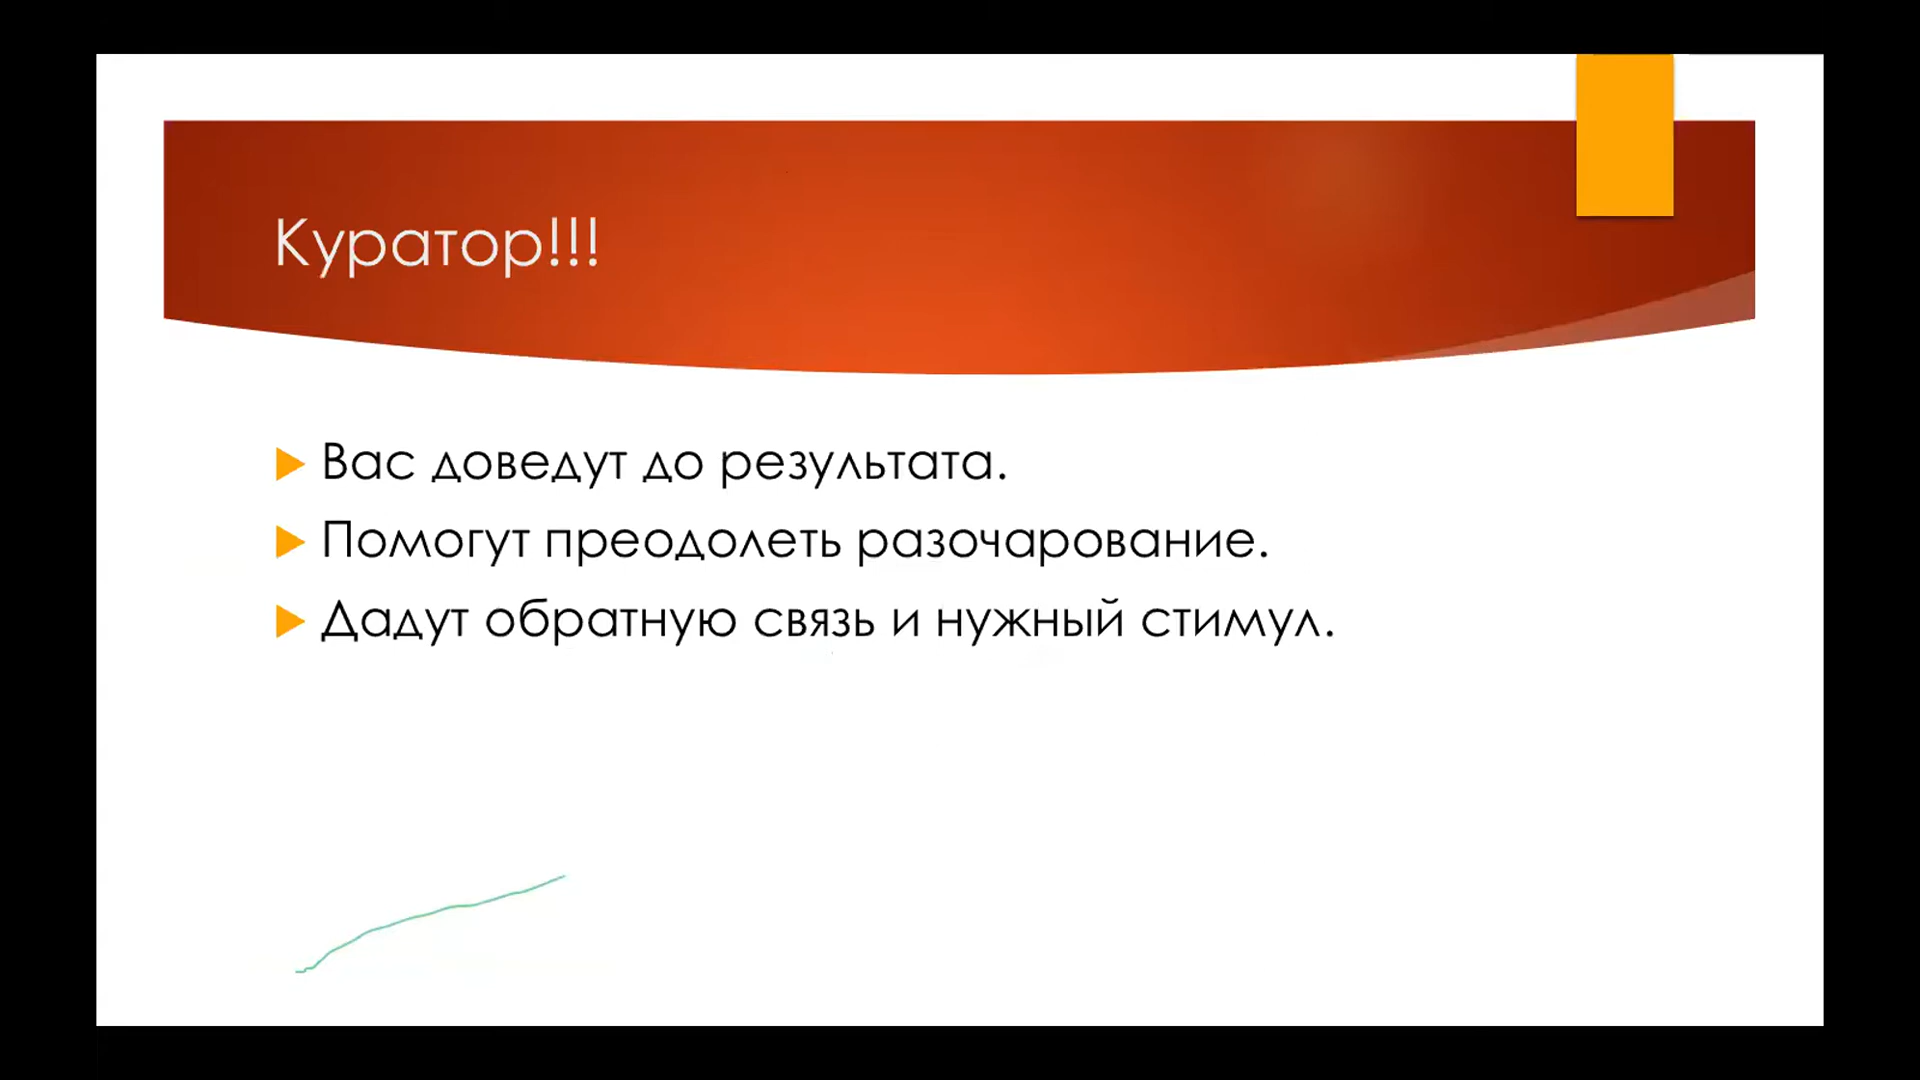 Куратор!!!
Вас доведут до результата.
Помогут преодолеть разочарование.
Дадут обратную связь и нужный стимул.